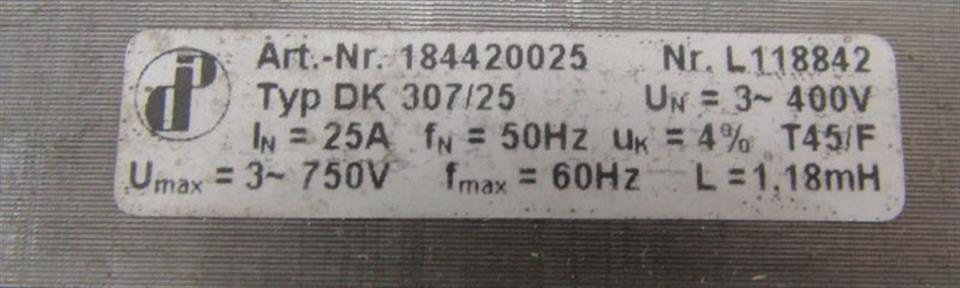 Art.-Nr. 184420025 Nr. L118842
Typ DK 307/25 UN = 3~ 400V
IN = 25A fN = 50Hz uK = 4% T45/F
Umax = 3~ 750V fmax = 60Hz L = 1,18mH